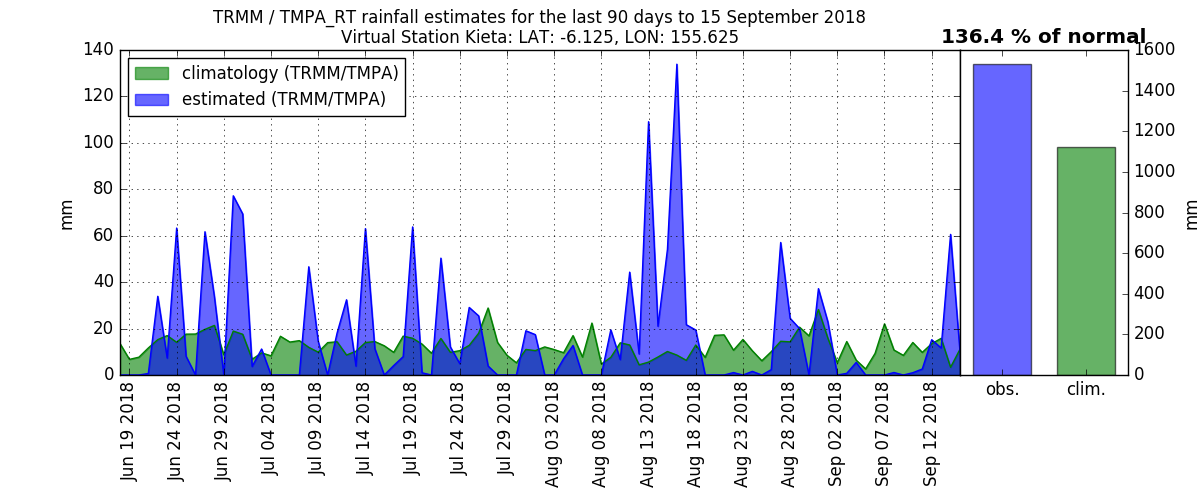 TRMM / TMPA_RT rainfall estimates for the last 90 days to 15 September 2018
Virtual Station Kieta: LAT: -6.125, LON: 155.625
136.4 % of normal
climatology (TRMM/TMPA)
estimated (TRMM/TMPA)
140
120
100
80
60
40
20
0
mm
Jun 19 2018
Jun 24 2018
Jun 29 2018
Jul 04 2018
Jul 09 2018
Jul 14 2018
Jul 19 2018
Jul 24 2018
Jul 29 2018
Aug 03 2018
Aug 08 2018
Aug 13 2018
Aug 18 2018
Aug 23 2018
Aug 28 2018
Sep 02 2018
Sep 07 2018
Sep 12 2018
obs.
clim.
1600
1400
1200
1000
800
600
400
200
0
mm